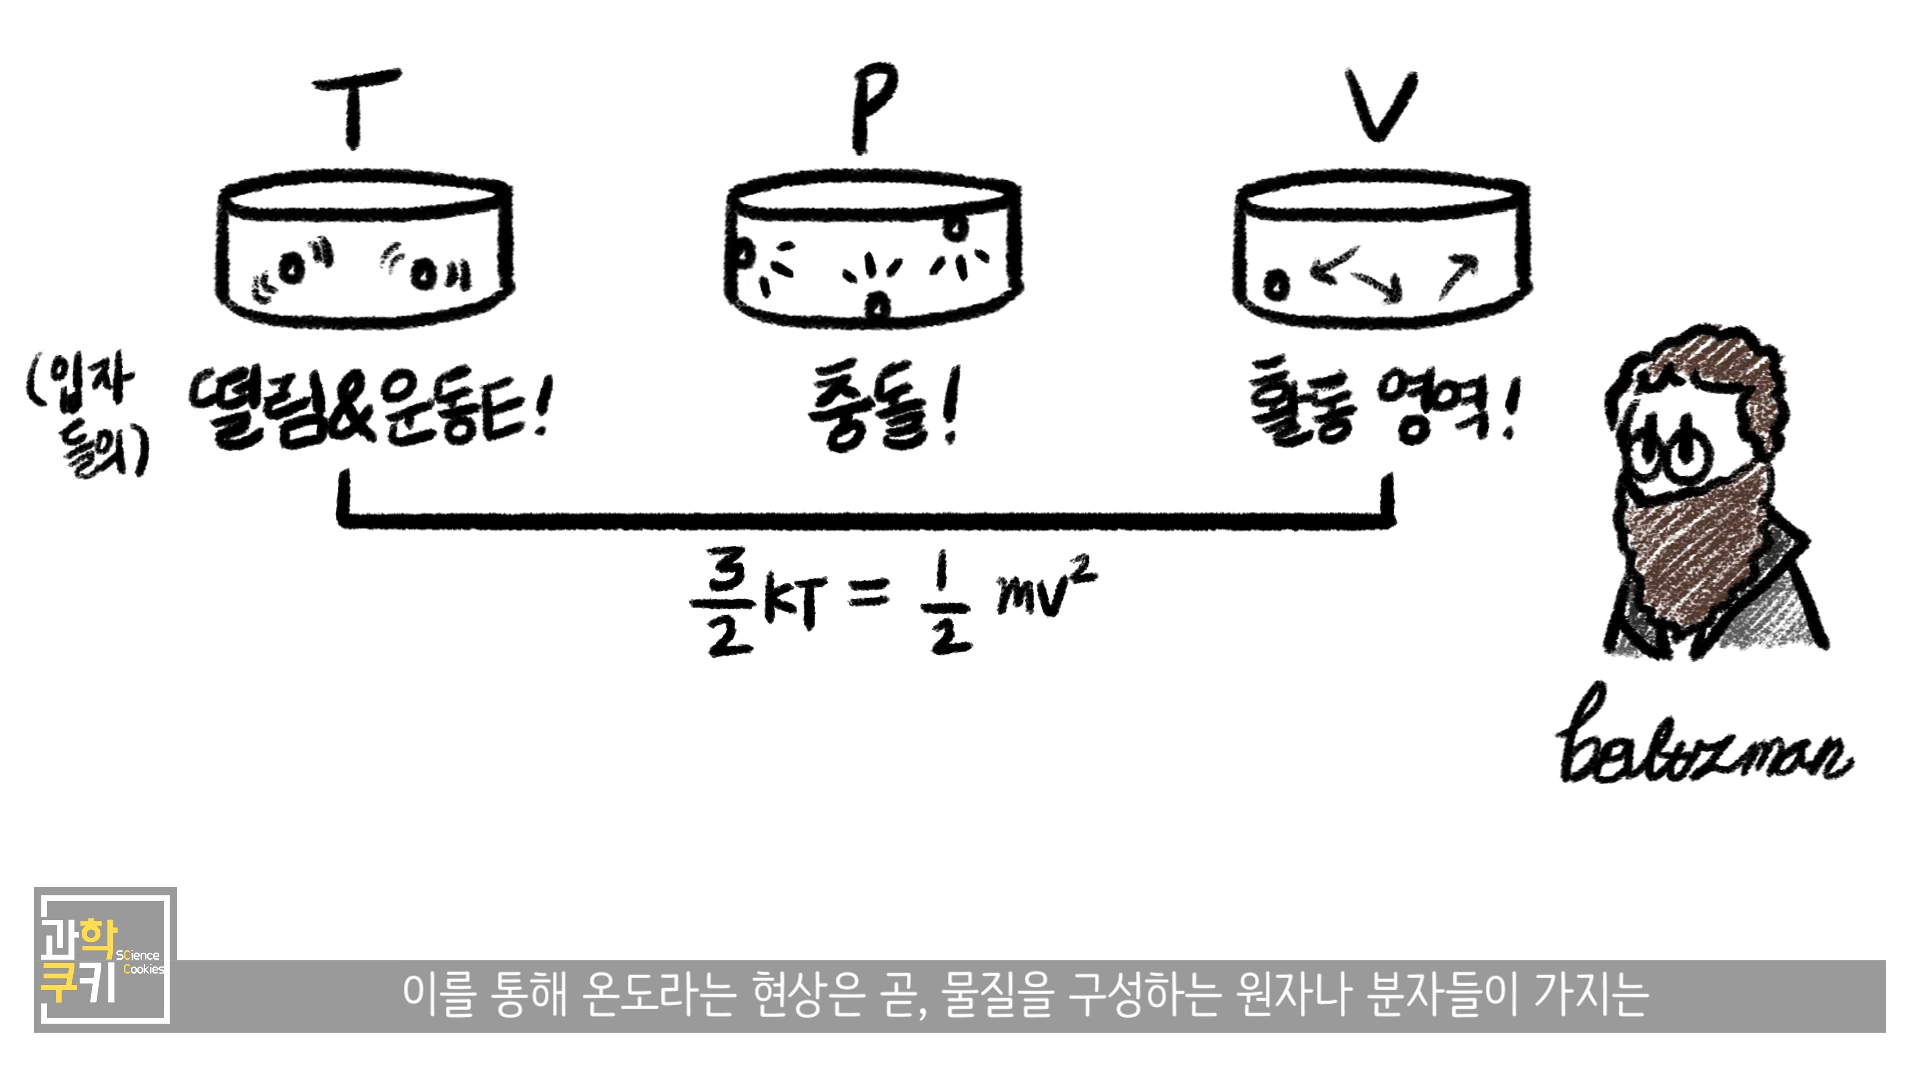 T P V
(입자들의) 떨림&운동E! 충돌! 활동 영역!
3/2 kT = 1/2 mv²
boltzman
과학쿠키
Science Cookies
이를 통해 온도라는 현상은 곧, 물질을 구성하는 원자나 분자들이 가지는